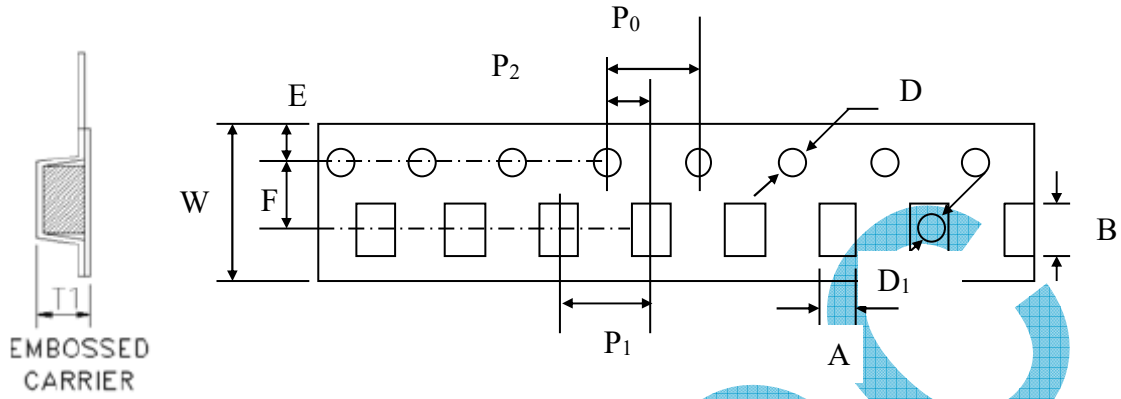 P₀
P₂
E
D
W
F
B
D₁
T1
P₁
A
EMBOSSED
CARRIER